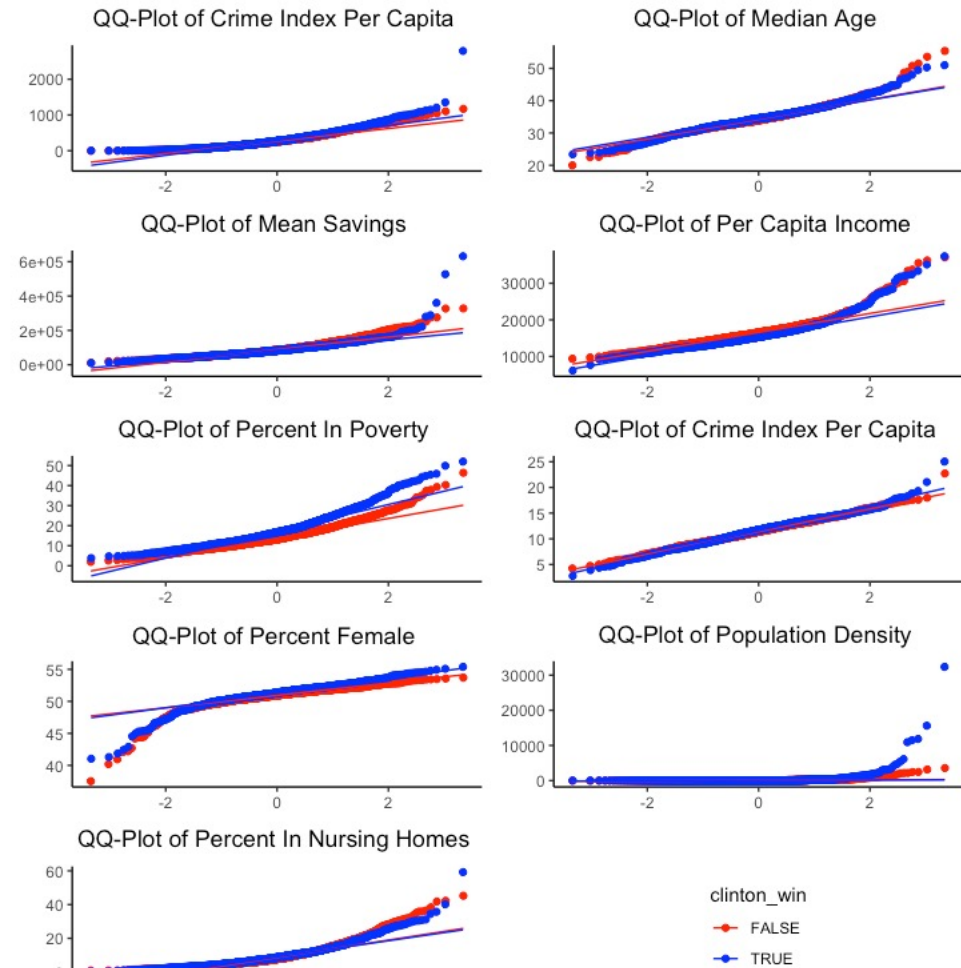 QQ-Plot of Crime Index Per Capita
2000
1000
0
-2 0 2
QQ-Plot of Median Age
50
40
30
20
-2 0 2
QQ-Plot of Mean Savings
6e+05
4e+05
2e+05
0e+00
-2 0 2
QQ-Plot of Per Capita Income
30000
20000
10000
-2 0 2
QQ-Plot of Percent In Poverty
50
40
30
20
10
0
-2 0 2
QQ-Plot of Crime Index Per Capita
25
20
15
10
5
-2 0 2
QQ-Plot of Percent Female
55
50
45
40
-2 0 2
QQ-Plot of Population Density
30000
20000
10000
0
-2 0 2
QQ-Plot of Percent In Nursing Homes
60
40
20
clinton_win
FALSE
TRUE